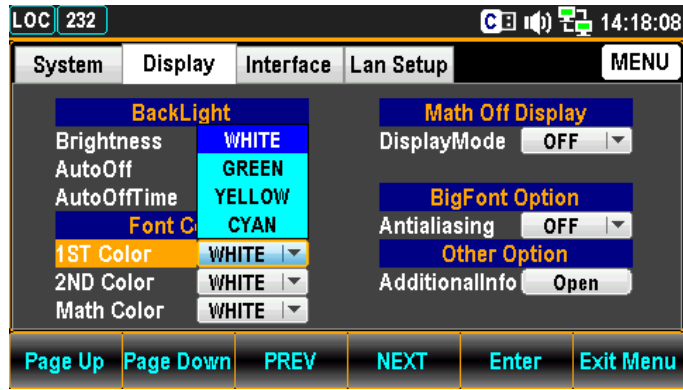 LOC 232 C 14:18:08
System Display Interface Lan Setup MENU
BackLight
Brightness
AutoOff
AutoOffTime
WHITE
GREEN
YELLOW
CYAN
Font C
1ST Color WHITE
2ND Color WHITE
Math Color WHITE
Math Off Display
DisplayMode OFF
BigFont Option
Antialiasing OFF
Other Option
AdditionalInfo Open
Page Up Page Down PREV NEXT Enter Exit Menu